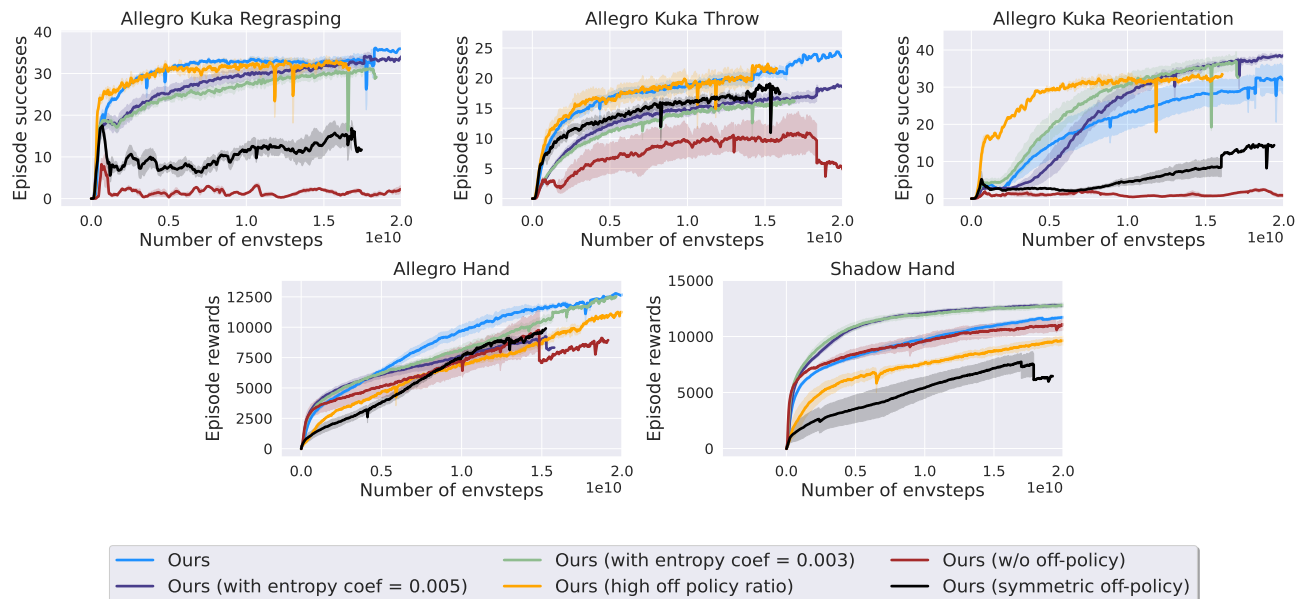 Allegro Kuka Regrasping
Allegro Kuka Throw
Allegro Kuka Reorientation
Episode successes
40
30
20
10
0
0.0 0.5 1.0 1.5 2.0
1e10
Number of envsteps
Episode successes
25
20
15
10
5
0
0.0 0.5 1.0 1.5 2.0
1e10
Number of envsteps
Episode successes
40
30
20
10
0
0.0 0.5 1.0 1.5 2.0
1e10
Number of envsteps
Allegro Hand
Shadow Hand
Episode rewards
12500
10000
7500
5000
2500
0
0.0 0.5 1.0 1.5 2.0
1e10
Number of envsteps
Episode rewards
15000
10000
5000
0
0.0 0.5 1.0 1.5 2.0
1e10
Number of envsteps
Ours
Ours (with entropy coef = 0.005)
Ours (with entropy coef = 0.003)
Ours (high off policy ratio)
Ours (w/o off-policy)
Ours (symmetric off-policy)